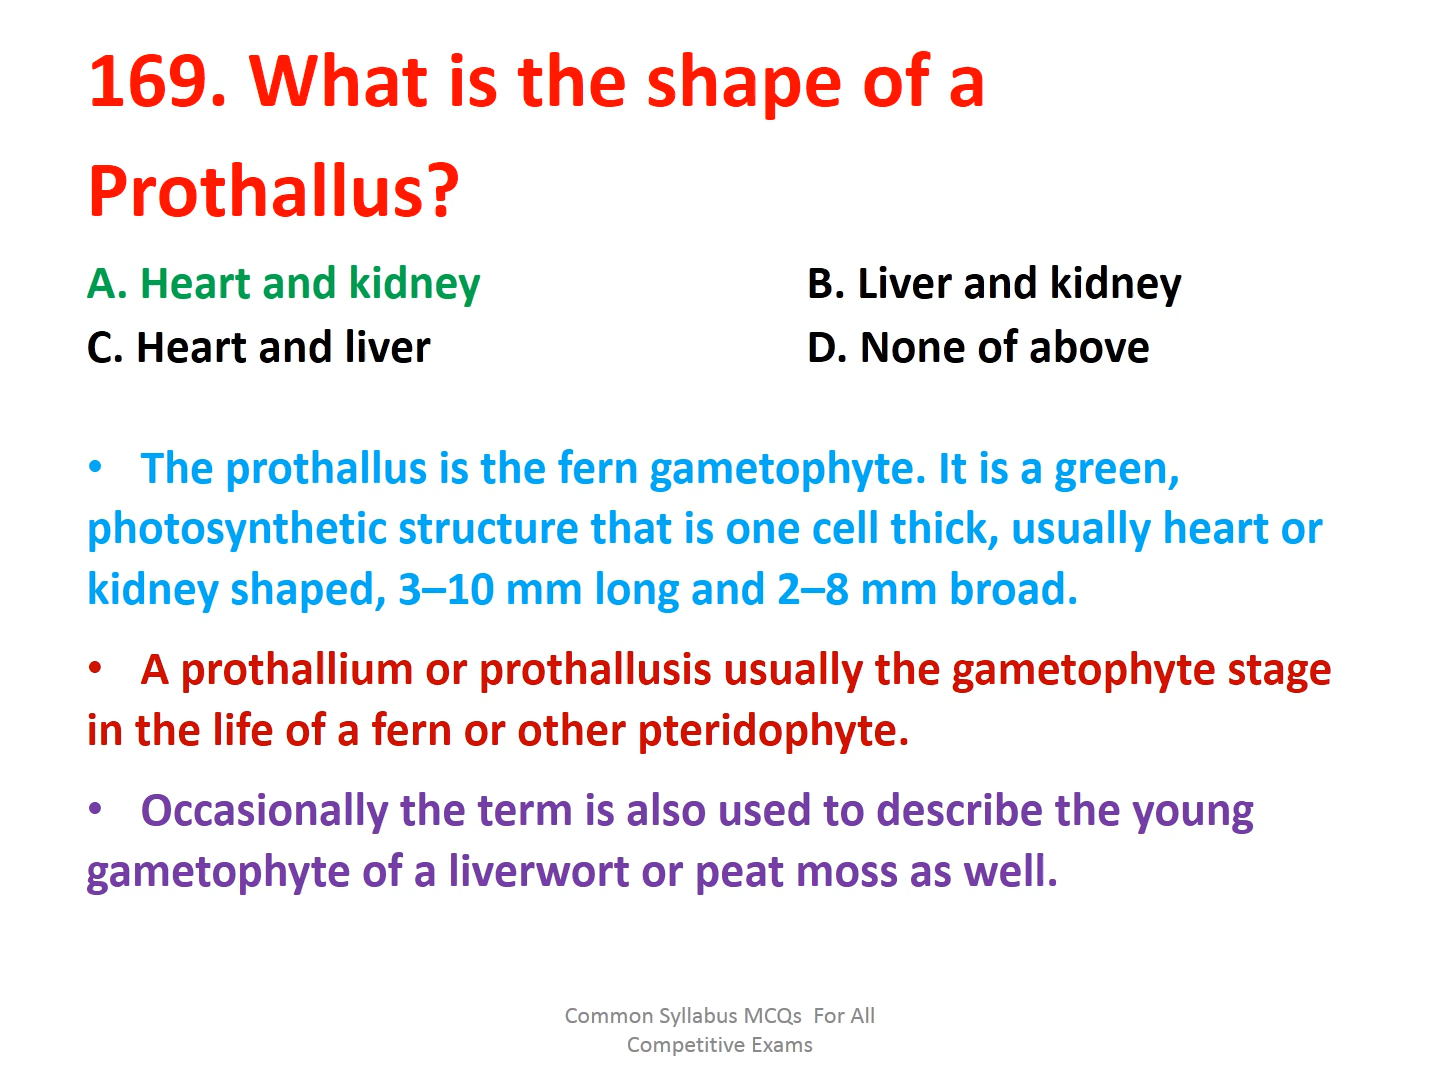 169. What is the shape of a
Prothallus?
A. Heart and kidney B. Liver and kidney
C. Heart and liver D. None of above
• The prothallus is the fern gametophyte. It is a green,
photosynthetic structure that is one cell thick, usually heart or
kidney shaped, 3–10 mm long and 2–8 mm broad.
• A prothallium or prothallusis usually the gametophyte stage
in the life of a fern or other pteridophyte.
• Occasionally the term is also used to describe the young
gametophyte of a liverwort or peat moss as well.
Common Syllabus MCQs For All
Competitive Exams